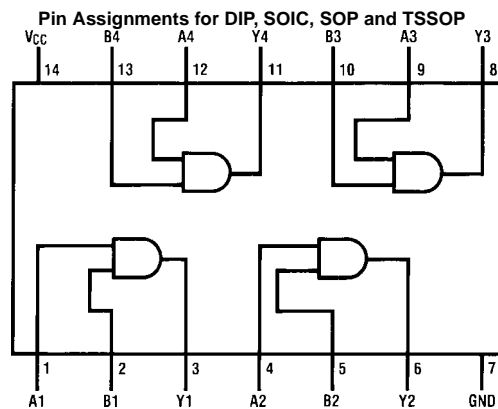 Pin Assignments for DIP, SOIC, SOP and TSSOP
VCC B4 A4 Y4 B3 A3 Y3
14 13 12 11 10 9 8
1 2 3 4 5 6 7
A1 B1 Y1 A2 B2 Y2 GND